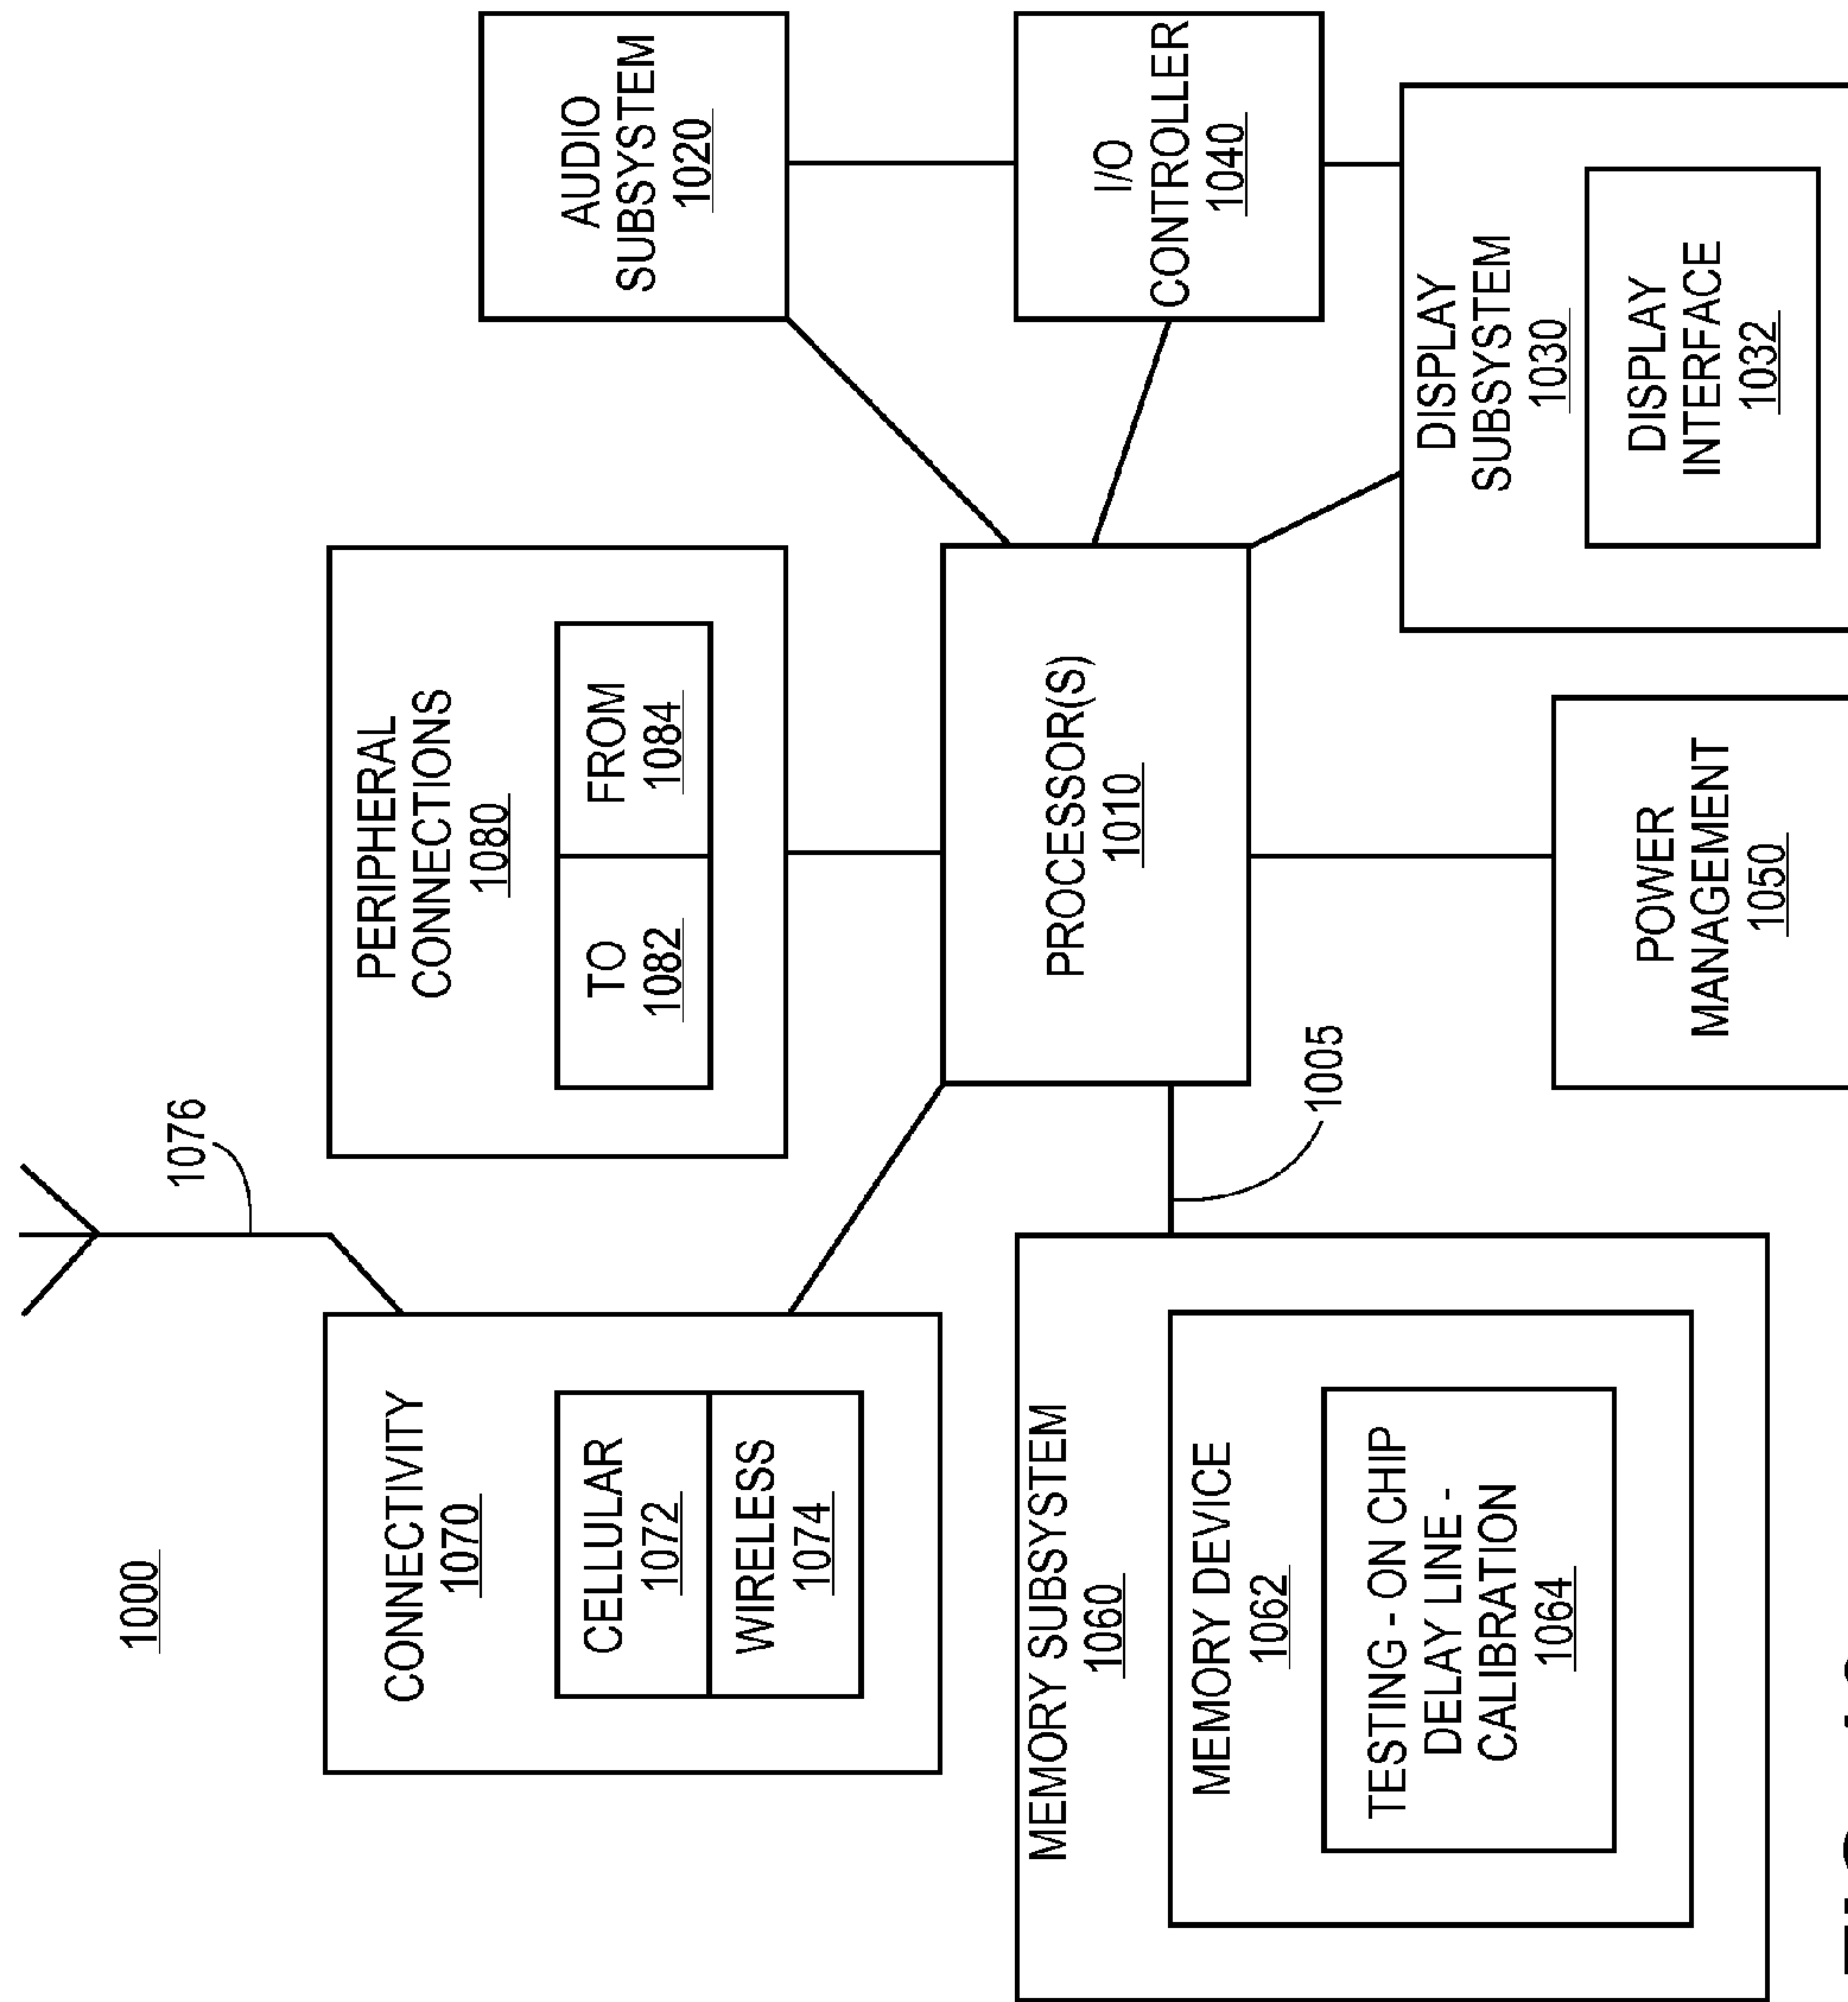 1000
1076
CONNECTIVITY
1070
CELLULAR
1072
WIRELESS
1074
PERIPHERAL
CONNECTIONS
1080
TO
1082
FROM
1084
AUDIO
SUBSYSTEM
1020
MEMORY SUBSYSTEM
1060
MEMORY DEVICE
1062
TESTING - ON CHIP
DELAY LINE -
CALIBRATION
1064
1005
PROCESSOR(S)
1010
I/O
CONTROLLER
1040
POWER
MANAGEMENT
1050
DISPLAY
SUBSYSTEM
1030
DISPLAY
INTERFACE
1032